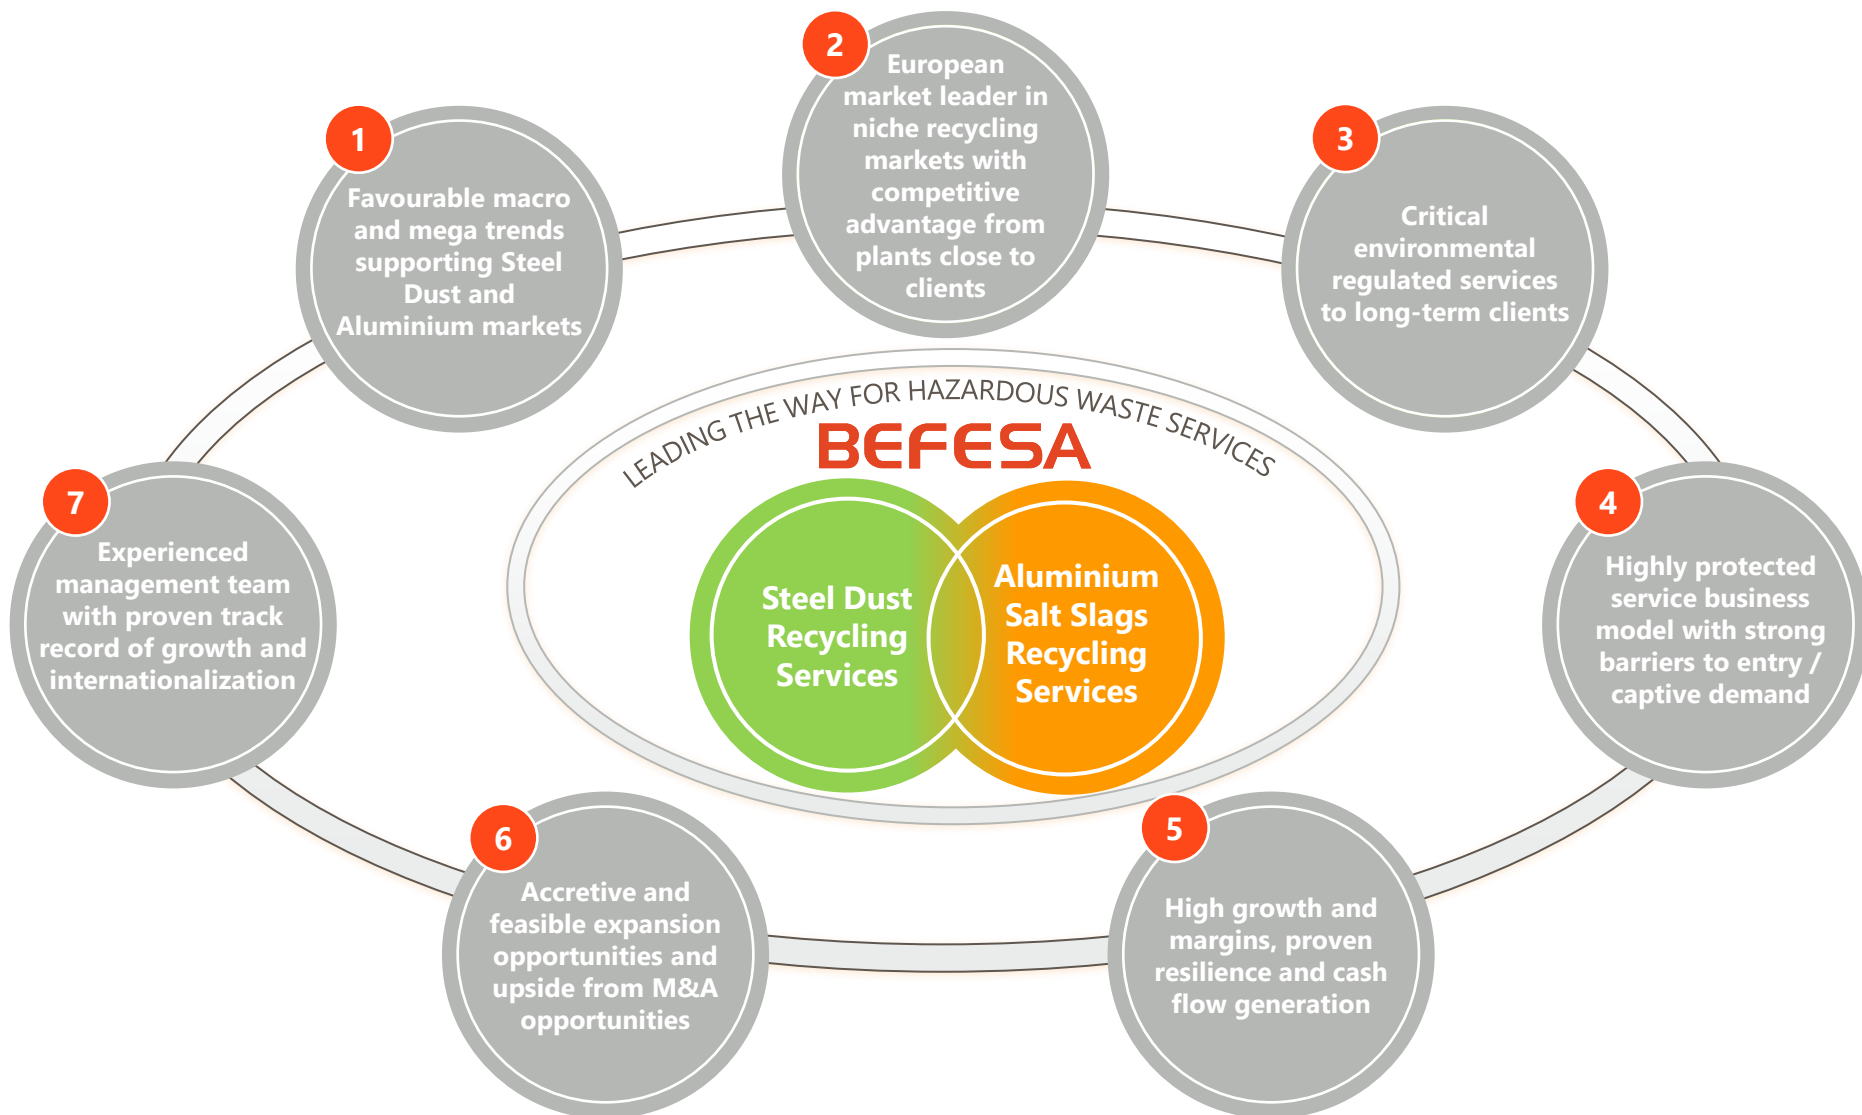 1
Favourable macro
and mega trends
supporting Steel
Dust and
Aluminium markets
2
European
market leader in
niche recycling
markets with
competitive
advantage from
plants close to
clients
3
Critical
environmental
regulated services
to long-term clients
4
Highly protected
service business
model with strong
barriers to entry /
captive demand
5
High growth and
margins, proven
resilience and cash
flow generation
6
Accretive and
feasible expansion
opportunities and
upside from M&A
opportunities
7
Experienced
management team
with proven track
record of growth and
internationalization
LEADING THE WAY FOR HAZARDOUS WASTE SERVICES
BEFESA
Steel Dust
Recycling
Services
Aluminium
Salt Slags
Recycling
Services